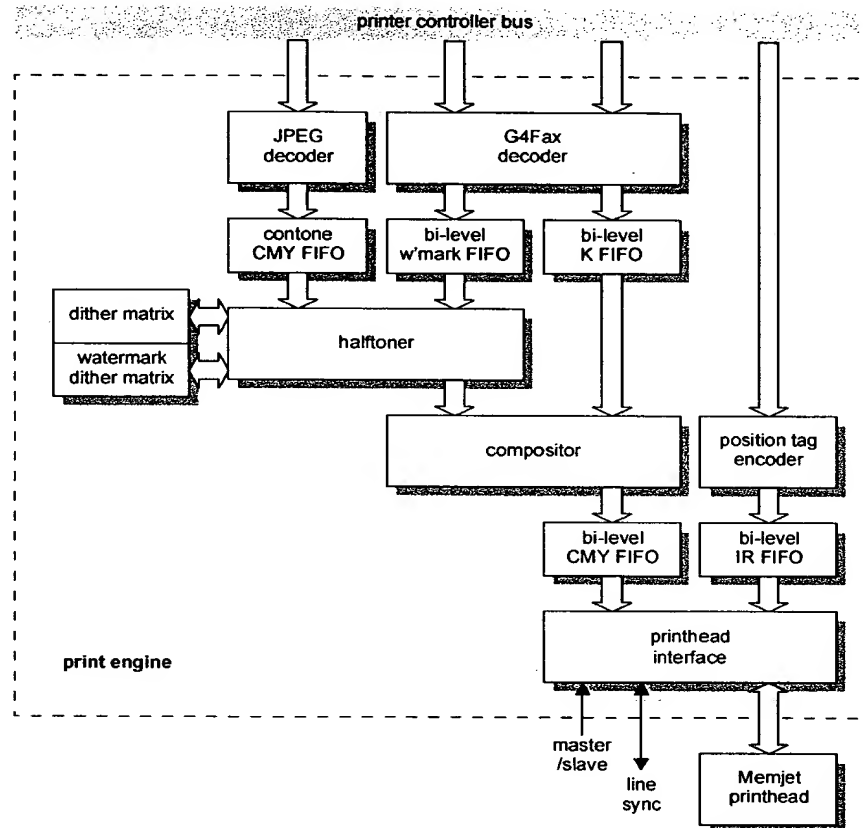 printer controller bus
JPEG
decoder
G4Fax
decoder
contone
CMY FIFO
bi-level
w'mark FIFO
bi-level
K FIFO
dither matrix
watermark
dither matrix
halftoner
compositor
position tag
encoder
bi-level
CMY FIFO
bi-level
IR FIFO
printhead
interface
print engine
master
/slave
line
sync
Memjet
printhead